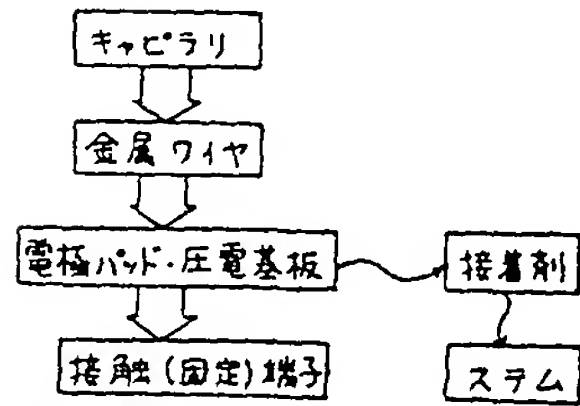 キャピラリ
金属ワイヤ
電極パッド・圧電基板
接着剤
接触(固定)端子
ステム